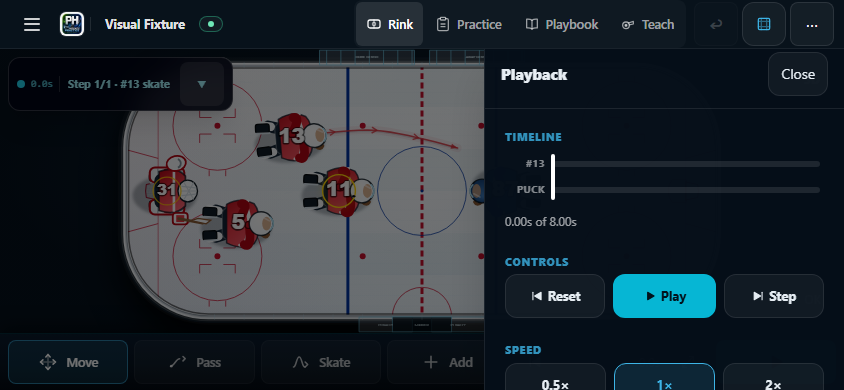 PH
Visual Fixture
Rink
Practice
Playbook
Teach
...
0.0s
Step 1/1 · #13 skate
Playback
Close
TIMELINE
#13
PUCK
0.00s of 8.00s
CONTROLS
Reset
Play
Step
SPEED
0.5×
1×
2×
13
31
11
5
Move
Pass
Skate
Add